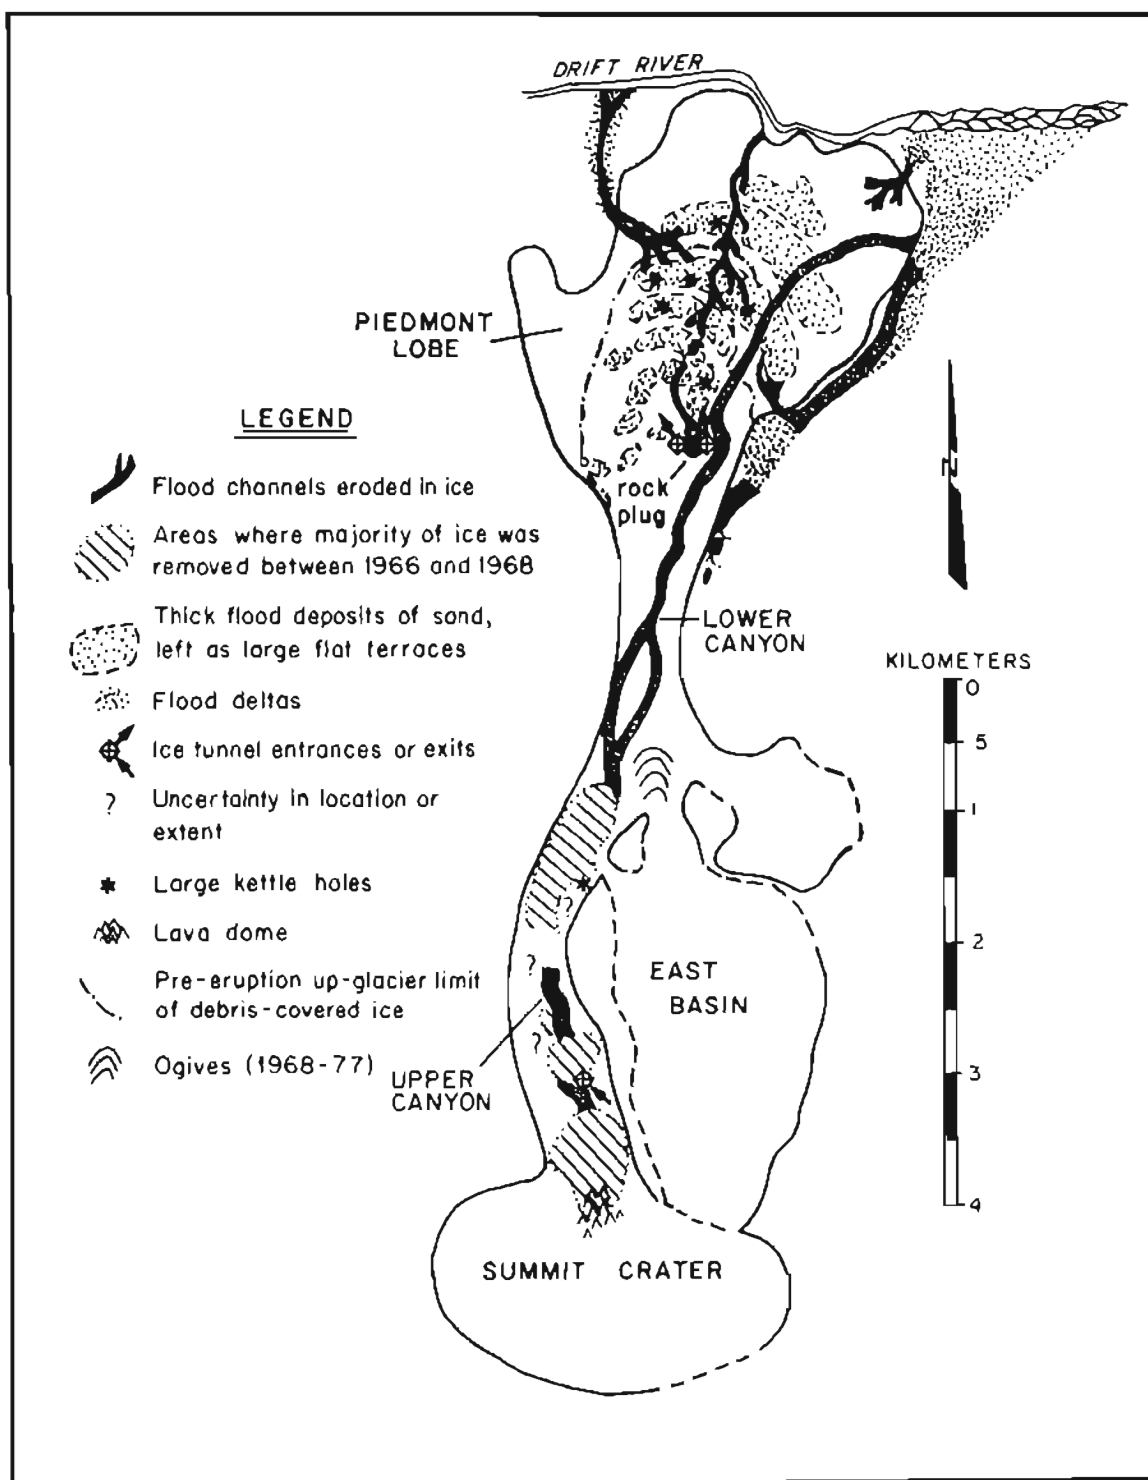 DRIFT RIVER
PIEDMONT
LOBE
LEGEND
Flood channels eroded in ice
Areas where majority of ice was
removed between 1966 and 1968
Thick flood deposits of sand,
left as large flat terraces
Flood deltas
Ice tunnel entrances or exits
? Uncertainty in location or
extent
Large kettle holes
Lava dome
Pre-eruption up-glacier limit
of debris-covered ice
Ogives (1968-77)
rock
plug
N
LOWER
CANYON
KILOMETERS
0
5
1
2
3
4
?
?
?
EAST
BASIN
UPPER
CANYON
SUMMIT CRATER